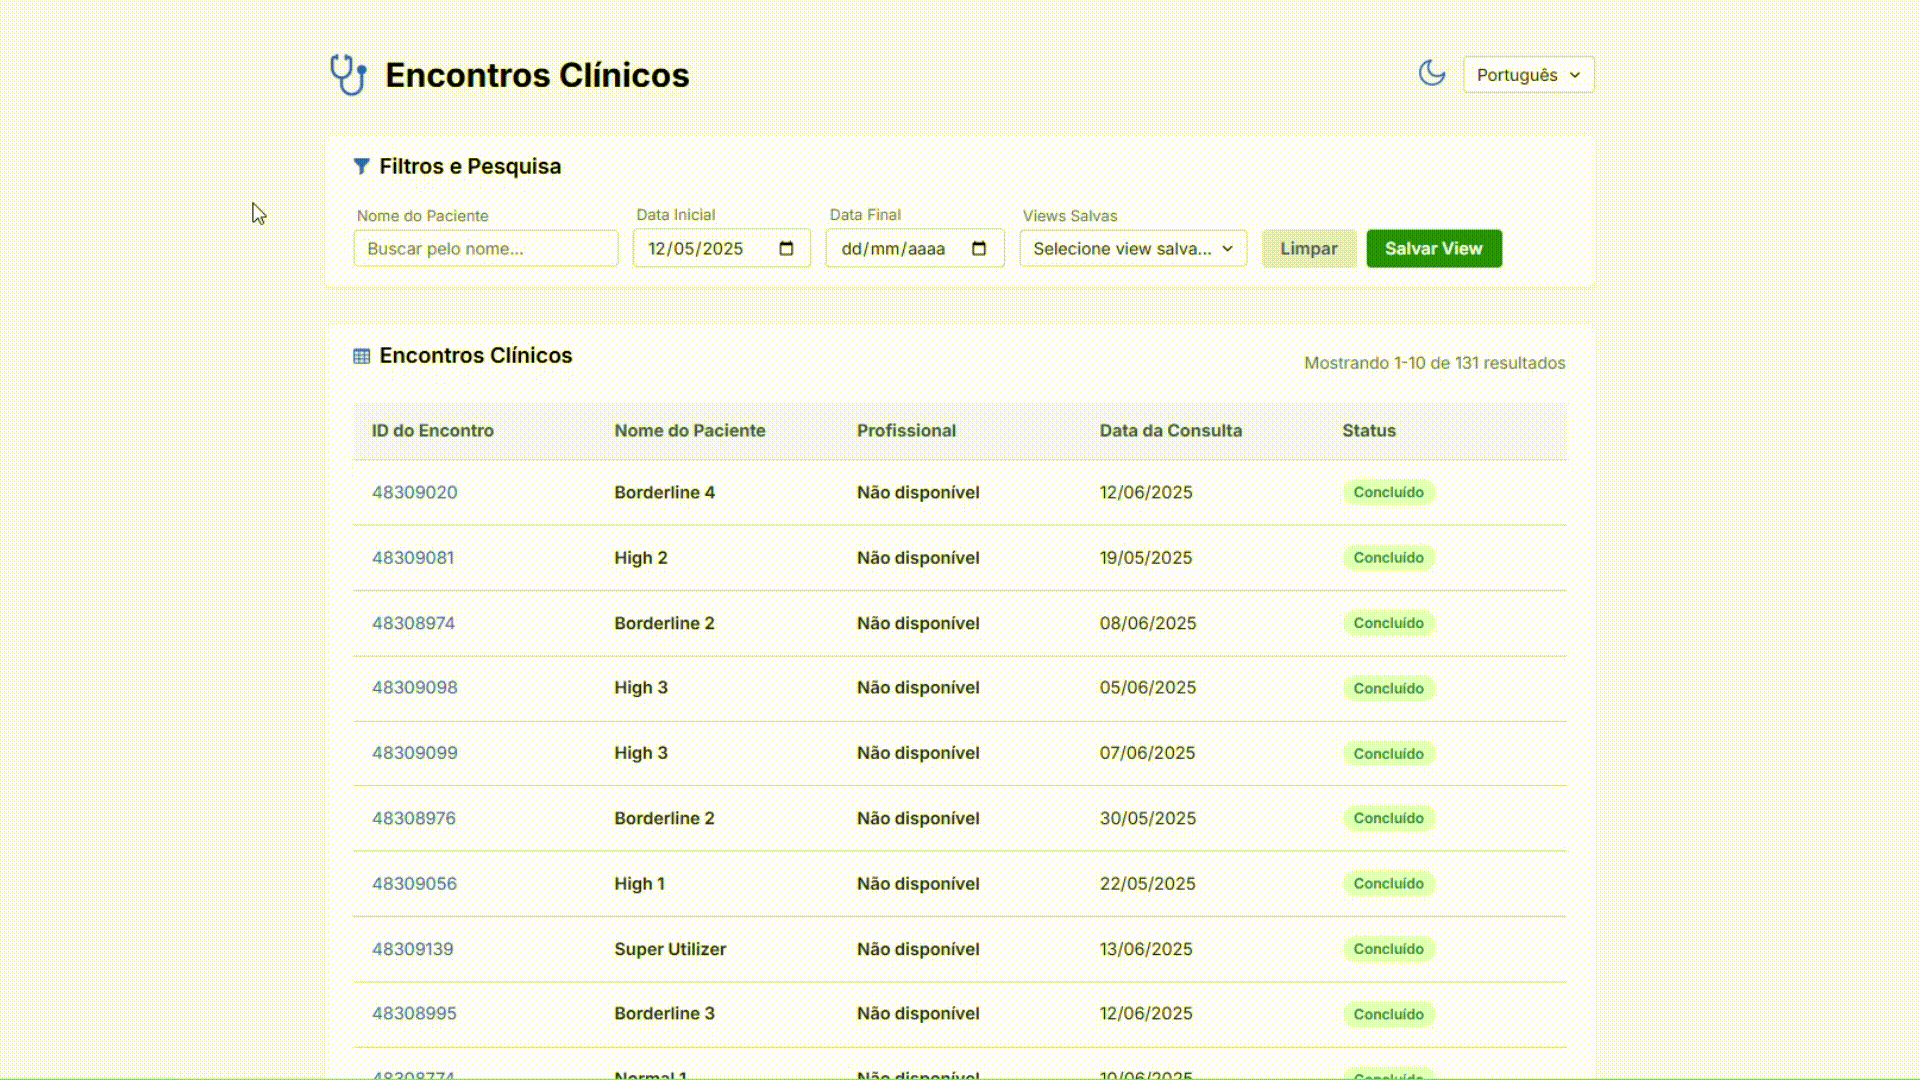 Encontros Clínicos
Português
Filtros e Pesquisa
Nome do Paciente Data Inicial Data Final Views Salvas
Buscar pelo nome... 12/05/2025 dd/mm/aaaa Selecione view salva... Limpar Salvar View
Encontros Clínicos
Mostrando 1-10 de 131 resultados
ID do Encontro Nome do Paciente Profissional Data da Consulta Status
48309020 Borderline 4 Não disponível 12/06/2025 Concluído
48309081 High 2 Não disponível 19/05/2025 Concluído
48308974 Borderline 2 Não disponível 08/06/2025 Concluído
48309098 High 3 Não disponível 05/06/2025 Concluído
48309099 High 3 Não disponível 07/06/2025 Concluído
48308976 Borderline 2 Não disponível 30/05/2025 Concluído
48309056 High 1 Não disponível 22/05/2025 Concluído
48309139 Super Utilizer Não disponível 13/06/2025 Concluído
48308995 Borderline 3 Não disponível 12/06/2025 Concluído
48308774 Normal 1 Não disponível 10/06/2025 Concluído